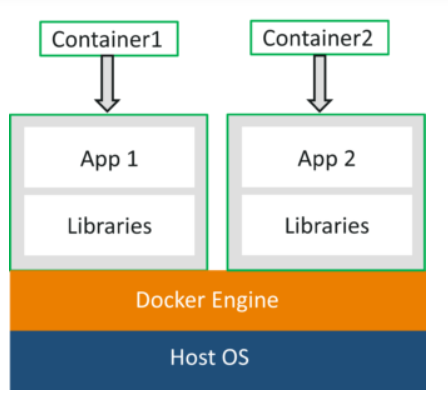 Container1
Container2
App 1
App 2
Libraries
Libraries
Docker Engine
Host OS